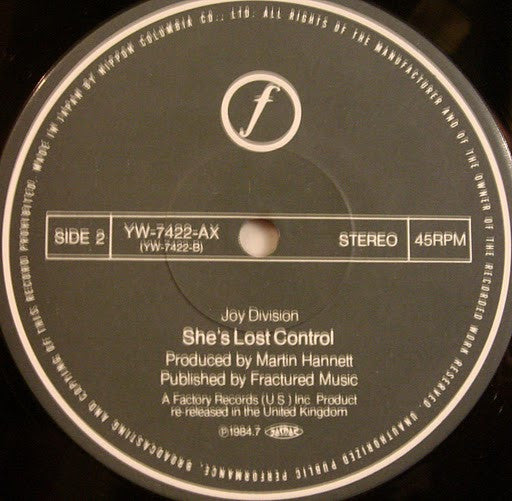 MADE IN JAPAN BY NIPPON COLUMBIA CO., LTD. ALL RIGHTS OF THE MANUFACTURER AND OF THE OWNER OF THE RECORDED WORK RESERVED. UNAUTHORIZED PUBLIC PERFORMANCE, BROADCASTING AND COPYING OF THIS RECORD PROHIBITED.
f
SIDE 2 YW-7422-AX STEREO 45RPM
(YW-7422-B)
Joy Division
She's Lost Control
Produced by Martin Hannett
Published by Fractured Music
A Factory Records (U S ) Inc Product
re-released in the United Kingdom
℗1984.7